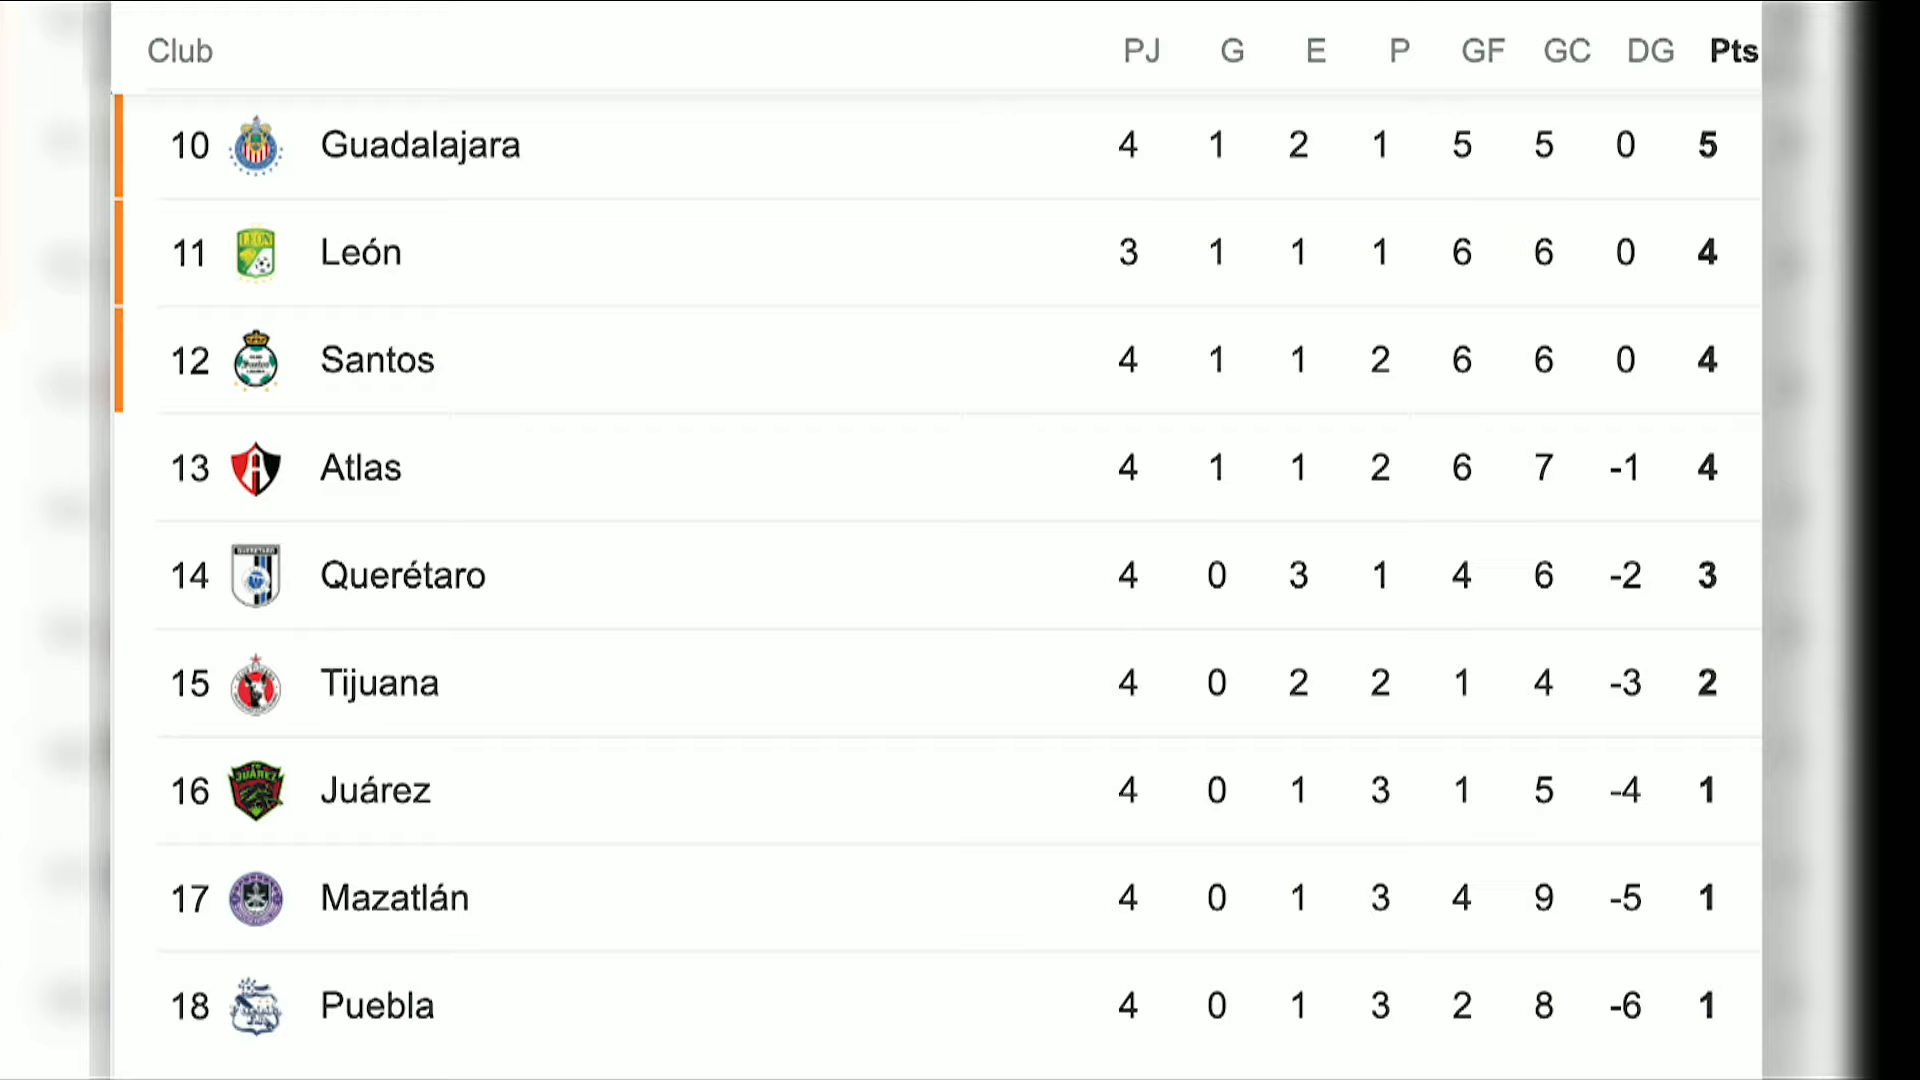 Club PJ G E P GF GC DG Pts
10 Guadalajara 4 1 2 1 5 5 0 5
11 León 3 1 1 1 6 6 0 4
12 Santos 4 1 1 2 6 6 0 4
13 Atlas 4 1 1 2 6 7 -1 4
14 Querétaro 4 0 3 1 4 6 -2 3
15 Tijuana 4 0 2 2 1 4 -3 2
16 JUÁREZ Juárez 4 0 1 3 1 5 -4 1
17 Mazatlán 4 0 1 3 4 9 -5 1
18 Puebla 4 0 1 3 2 8 -6 1